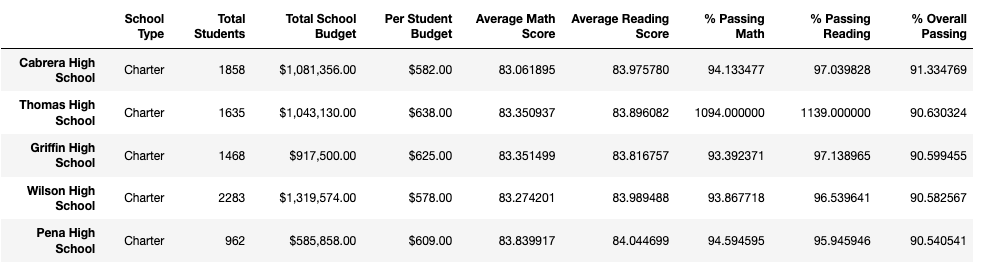 School Type Total Students Total School Budget Per Student Budget Average Math Score Average Reading Score % Passing Math % Passing Reading % Overall Passing
Cabrera High School Charter 1858 $1,081,356.00 $582.00 83.061895 83.975780 94.133477 97.039828 91.334769
Thomas High School Charter 1635 $1,043,130.00 $638.00 83.350937 83.896082 1094.000000 1139.000000 90.630324
Griffin High School Charter 1468 $917,500.00 $625.00 83.351499 83.816757 93.392371 97.138965 90.599455
Wilson High School Charter 2283 $1,319,574.00 $578.00 83.274201 83.989488 93.867718 96.539641 90.582567
Pena High School Charter 962 $585,858.00 $609.00 83.839917 84.044699 94.594595 95.945946 90.540541